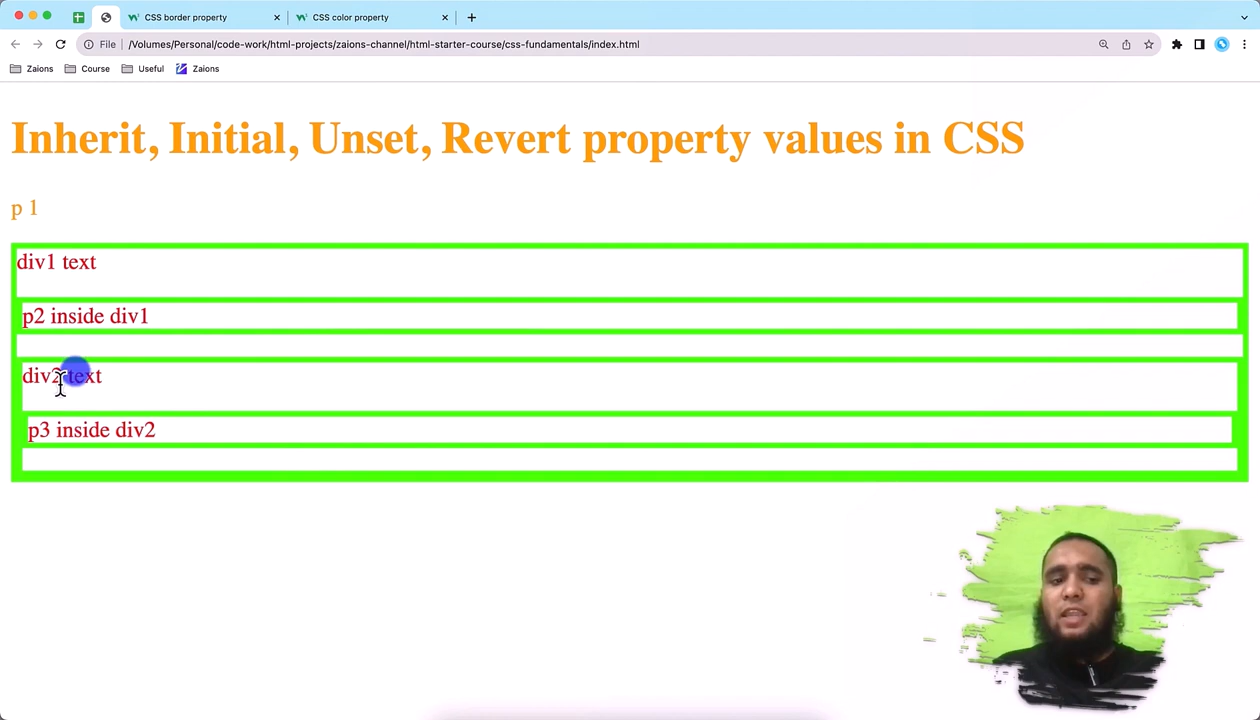 CSS border property
CSS color property
File
/Volumes/Personal/code-work/html-projects/zaions-channel/html-starter-course/css-fundamentals/index.html
Zaions
Course
Useful
Zaions
Inherit, Initial, Unset, Revert property values in CSS
p 1
div1 text
p2 inside div1
div2 text
p3 inside div2